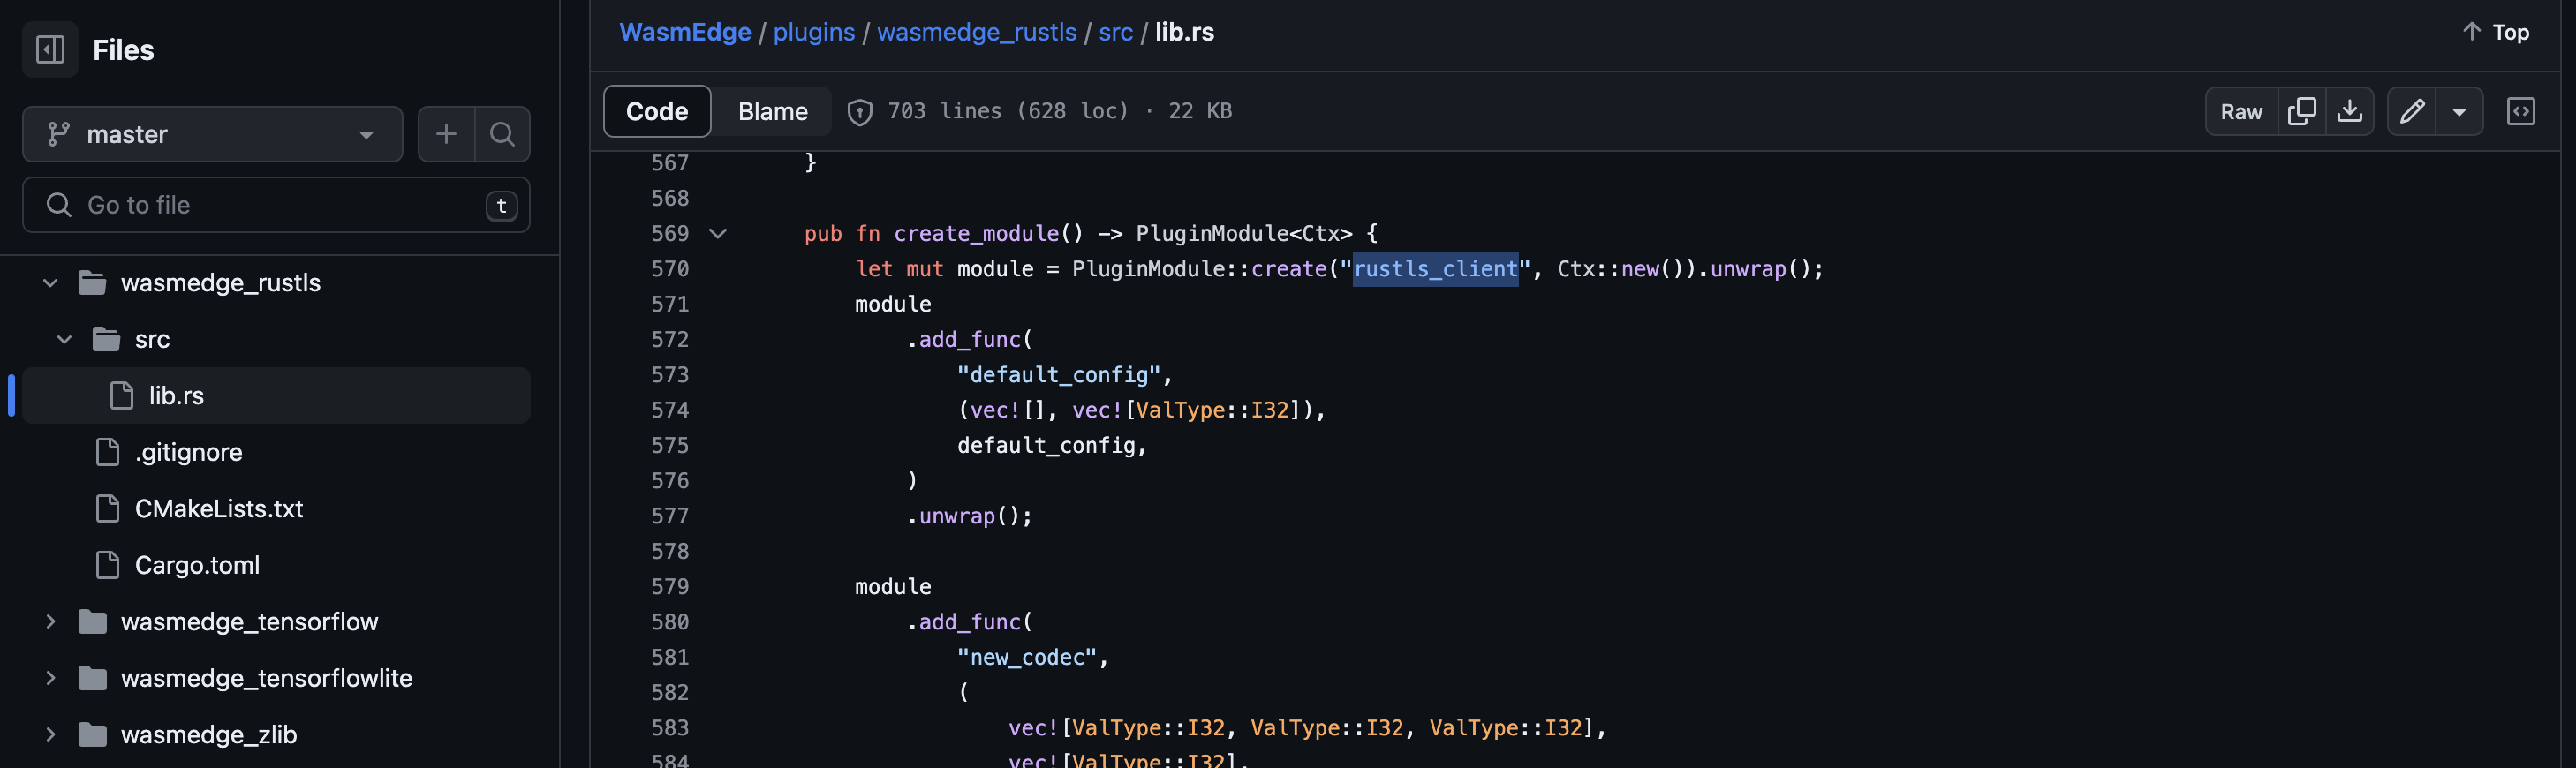 Files
master
Go to file
t
wasmedge_rustls
src
lib.rs
.gitignore
CMakeLists.txt
Cargo.toml
wasmedge_tensorflow
wasmedge_tensorflowlite
wasmedge_zlib
WasmEdge / plugins / wasmedge_rustls / src / lib.rs
Top
Code Blame 703 lines (628 loc) · 22 KB
Raw
567 }
568
569 pub fn create_module() -> PluginModule<Ctx> {
570 let mut module = PluginModule::create("rustls_client", Ctx::new()).unwrap();
571 module
572 .add_func(
573 "default_config",
574 (vec![], vec![ValType::I32]),
575 default_config,
576 )
577 .unwrap();
578
579 module
580 .add_func(
581 "new_codec",
582 (
583 vec![ValType::I32, ValType::I32, ValType::I32],
584 vec![ValType::I32],